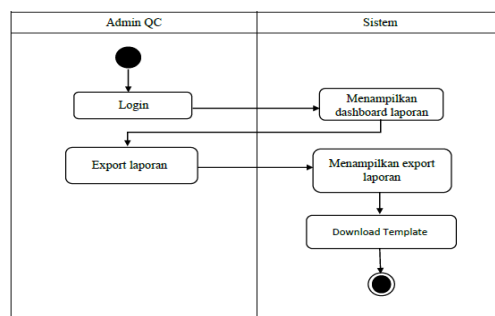 Admin QC
Sistem
Login
Menampilkan
dashboard laporan
Export laporan
Menampilkan export
laporan
Download Template